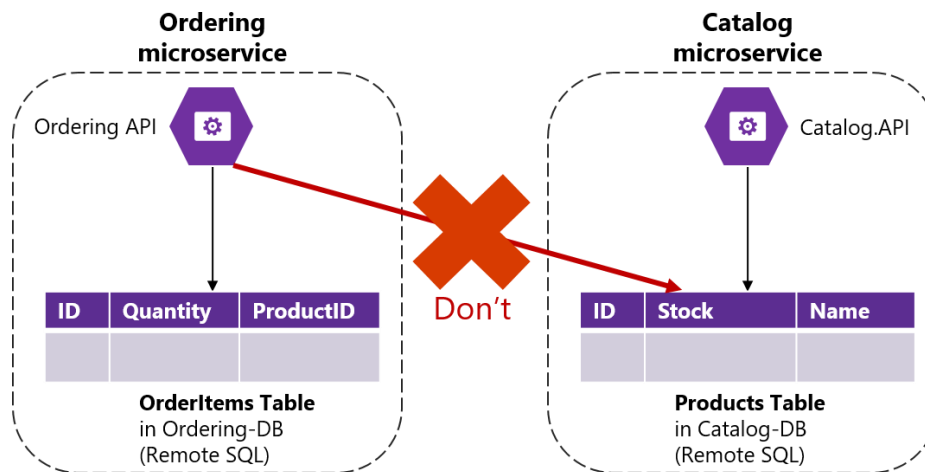 Ordering
microservice
Catalog
microservice
Ordering API
Catalog.API
Don't
ID Quantity ProductID
ID Stock Name
OrderItems Table
in Ordering-DB
(Remote SQL)
Products Table
in Catalog-DB
(Remote SQL)